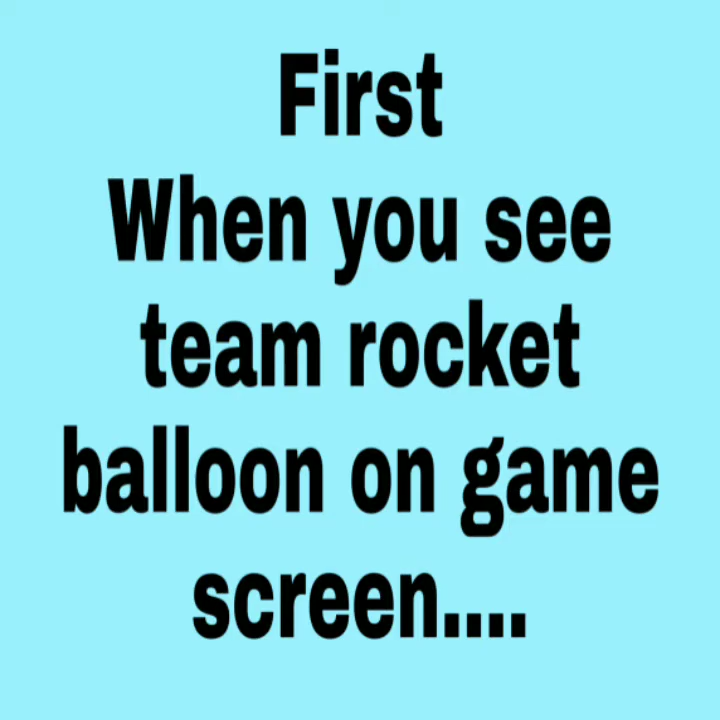 First
When you see
team rocket
balloon on game
screen....